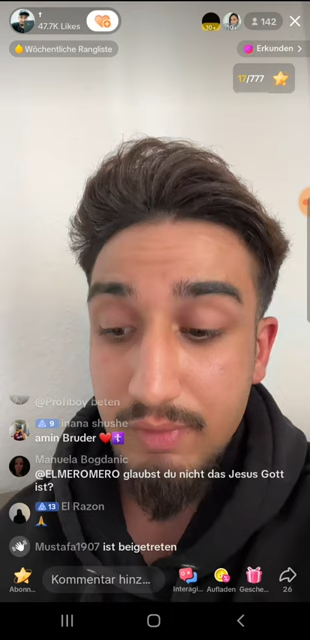 47.7K Likes
142
Wöchentliche Rangliste
Erkunden >
17/777
@Profiboy beten
9 inana shushe
amin Bruder ❤️✝️
Manuela Bogdanic
@ELMEROMERO glaubst du nicht das Jesus Gott
ist?
13 El Razon
🙏
Mustafa1907 ist beigetreten
Abonn...
Kommentar hinz...
Interagi...
Aufladen
Gesche...
26